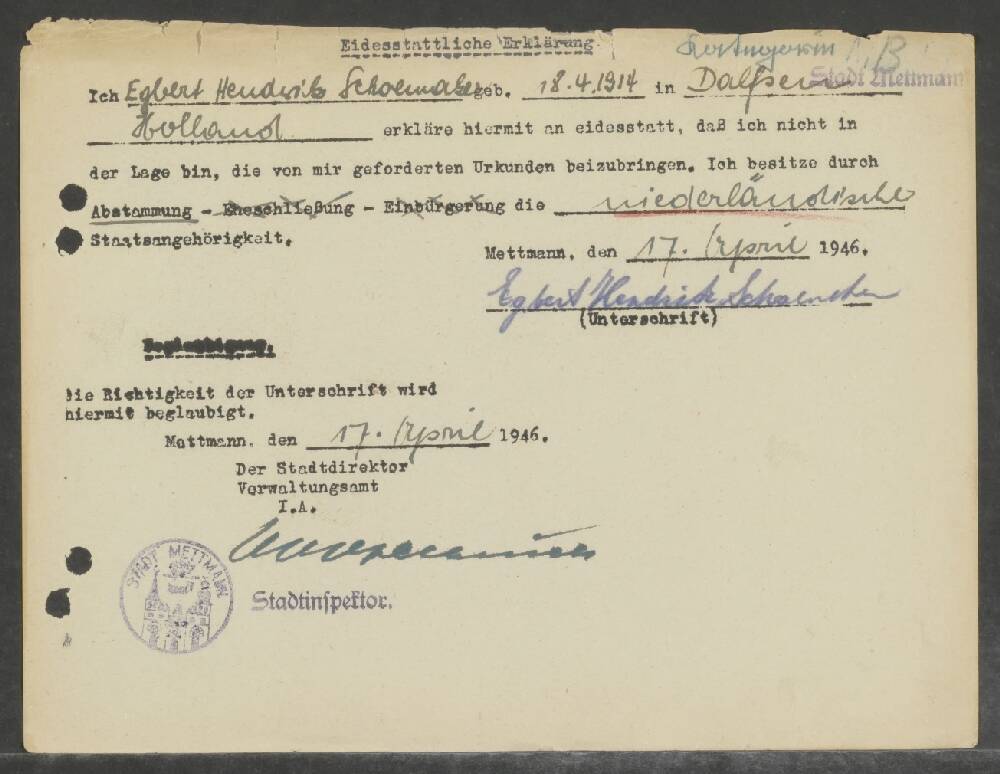 Eidesstattliche Erklärung
B
Stadt Mettmann
Ich Egbert Hendrik Schoemaker geb. 18.4.1914 in Dalfsen
Holland erkläre hiermit an eidesstatt, daß ich nicht in
der Lage bin, die von mir geforderten Urkunden beizubringen. Ich besitze durch
Abstammung - Eheschließung - Einbürgerung die niederländische
Staatsangehörigkeit.
Mettmann, den 17. April 1946.
Egbert Hendrik Schoemaker
(Unterschrift)
Beglaubigung.
Die Richtigkeit der Unterschrift wird
hiermit beglaubigt.
Mettmann, den 17. April 1946.
Der Stadtdirektor
Verwaltungsamt
I.A.
STADT METTMANN
Stadtinspektor.